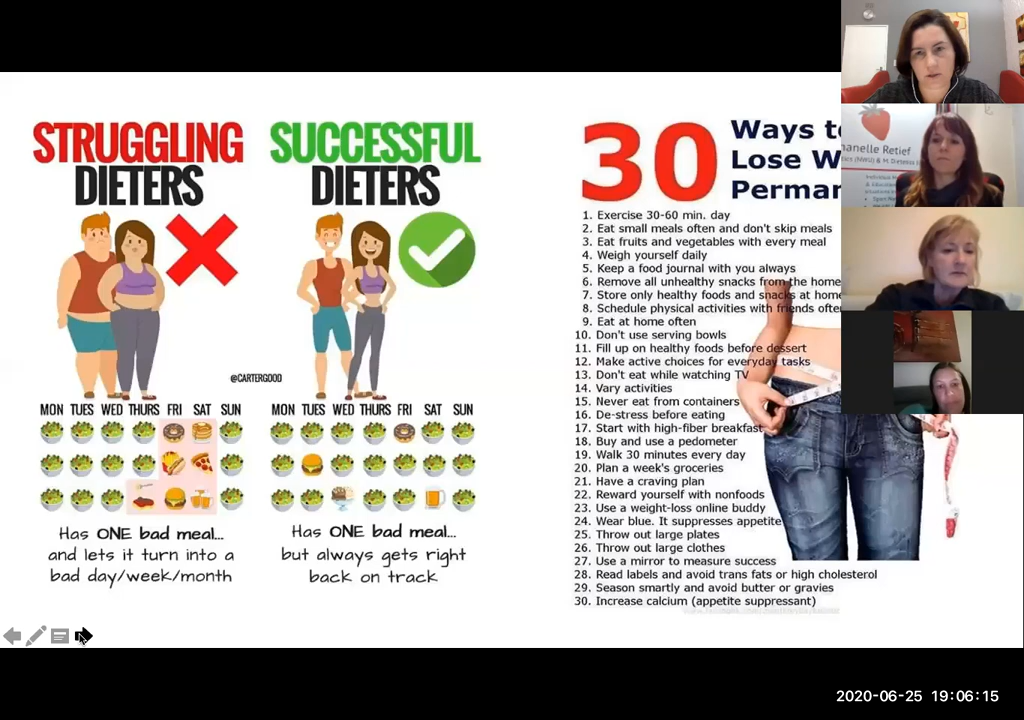 STRUGGLING
DIETERS
@CARTERGOOD
MON TUES WED THURS FRI SAT SUN
Has ONE bad meal...
and lets it turn into a
bad day/week/month
SUCCESSFUL
DIETERS
MON TUES WED THURS FRI SAT SUN
Has ONE bad meal...
but always gets right
back on track
30
Ways to
Lose W
Perman
1. Exercise 30-60 min. day
2. Eat small meals often and don't skip meals
3. Eat fruits and vegetables with every meal
4. Weigh yourself daily
5. Keep a food journal with you always
6. Remove all unhealthy snacks from the home
7. Store only healthy foods and snacks at home
8. Schedule physical activities with friends often
9. Eat at home often
10. Don't use serving bowls
11. Fill up on healthy foods before dessert
12. Make active choices for everyday tasks
13. Don't eat while watching TV
14. Vary activities
15. Never eat from containers
16. De-stress before eating
17. Start with high-fiber breakfast
18. Buy and use a pedometer
19. Walk 30 minutes every day
20. Plan a week's groceries
21. Have a craving plan
22. Reward yourself with nonfoods
23. Use a weight-loss online buddy
24. Wear blue. It suppresses appetite
25. Throw out large plates
26. Throw out large clothes
27. Use a mirror to measure success
28. Read labels and avoid trans fats or high cholesterol
29. Season smartly and avoid butter or gravies
30. Increase calcium (appetite suppressant)
hanelle Retief
2020-06-25 19:06:15